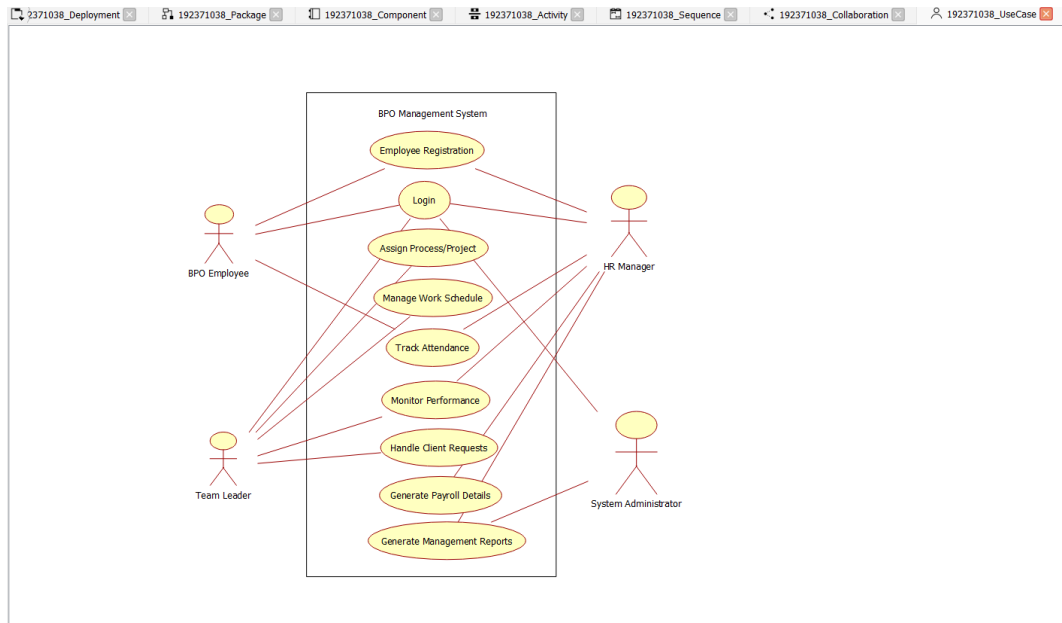 2371038_Deployment
192371038_Package
192371038_Component
192371038_Activity
192371038_Sequence
192371038_Collaboration
192371038_UseCase
BPO Management System
Employee Registration
Login
Assign Process/Project
BPO Employee
HR Manager
Manage Work Schedule
Track Attendance
Monitor Performance
Handle Client Requests
Team Leader
Generate Payroll Details
System Administrator
Generate Management Reports